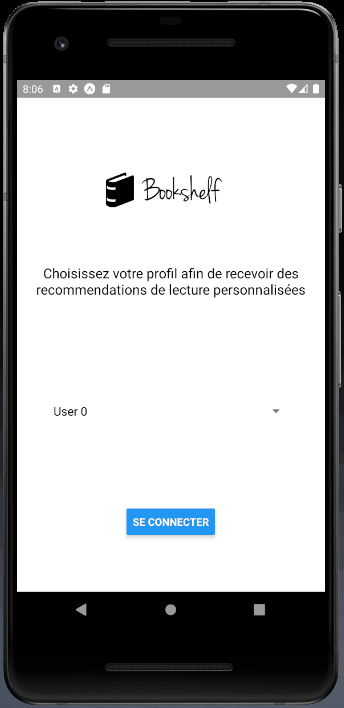 8:06
Bookshelf
Choisissez votre profil afin de recevoir des
recommendations de lecture personnalisées
User 0
SE CONNECTER